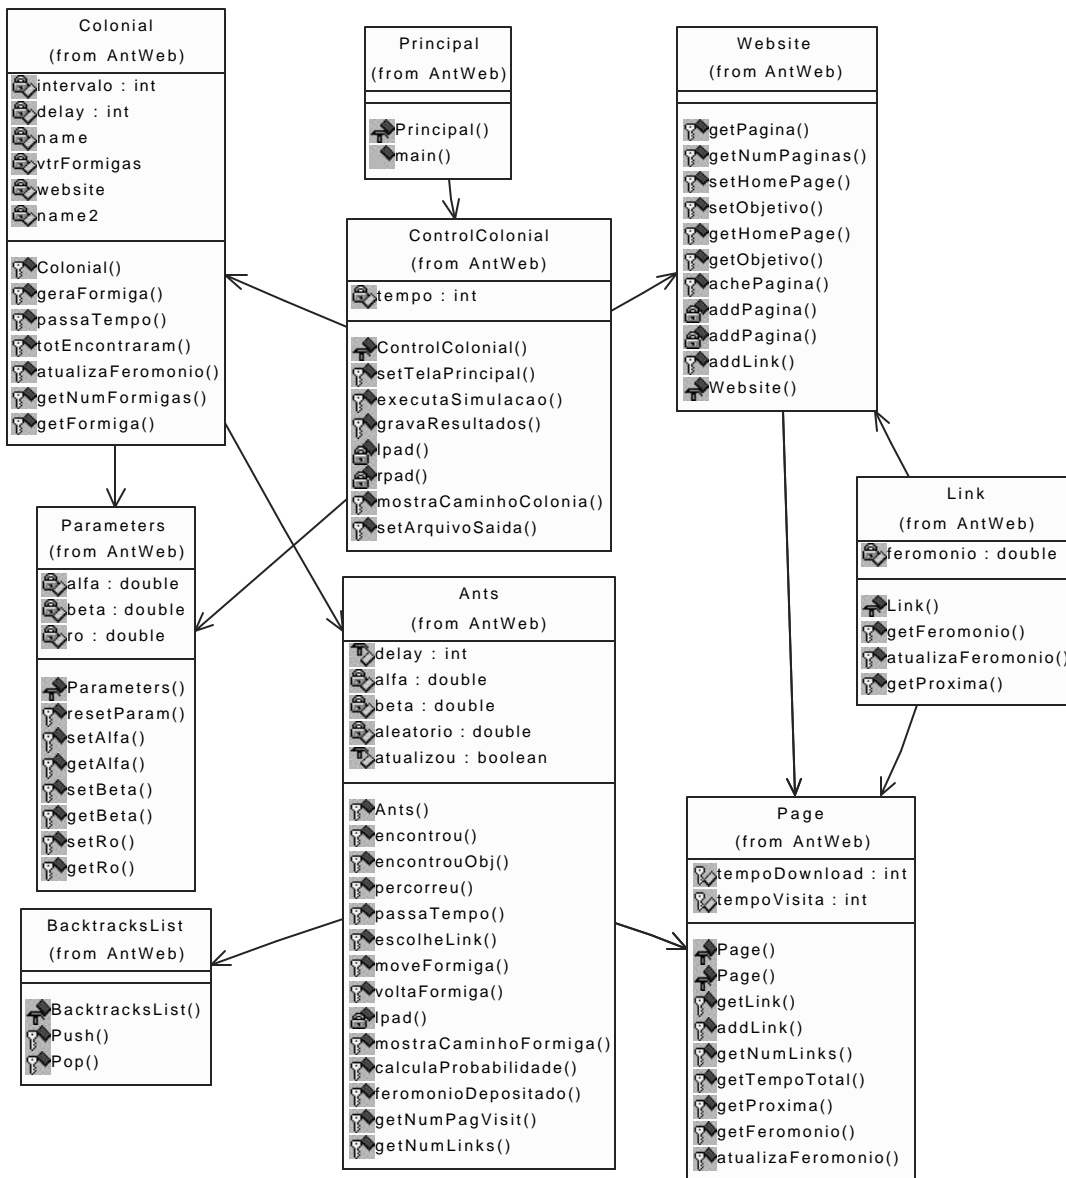 Colonial
(from AntWeb)
intervalo : int
delay : int
name
vtrFormigas
website
name2
Colonial()
geraFormiga()
passaTempo()
totEncontraram()
atualizaFeromonio()
getNumFormigas()
getFormiga()
Principal
(from AntWeb)
Principal()
main()
Website
(from AntWeb)
getPagina()
getNumPaginas()
setHomePage()
setObjetivo()
getHomePage()
getObjetivo()
achePagina()
addPagina()
addPagina()
addLink()
Website()
ControlColonial
(from AntWeb)
tempo : int
ControlColonial()
setTelaPrincipal()
executaSimulacao()
gravaResultados()
lpad()
rpad()
mostraCaminhoColonia()
setArquivoSaida()
Link
(from AntWeb)
feromonio : double
Link()
getFeromonio()
atualizaFeromonio()
getProxima()
Parameters
(from AntWeb)
alfa : double
beta : double
ro : double
Parameters()
resetParam()
setAlfa()
getAlfa()
setBeta()
getBeta()
setRo()
getRo()
Ants
(from AntWeb)
delay : int
alfa : double
beta : double
aleatorio : double
atualizou : boolean
Ants()
encontrou()
encontrouObj()
percorreu()
passaTempo()
escolheLink()
moveFormiga()
voltaFormiga()
lpad()
mostraCaminhoFormiga()
calculaProbabilidade()
feromonioDepositado()
getNumPagVisit()
getNumLinks()
Page
(from AntWeb)
tempoDownload : int
tempoVisita : int
Page()
Page()
getLink()
addLink()
getNumLinks()
getTempoTotal()
getProxima()
getFeromonio()
atualizaFeromonio()
BacktracksList
(from AntWeb)
BacktracksList()
Push()
Pop()